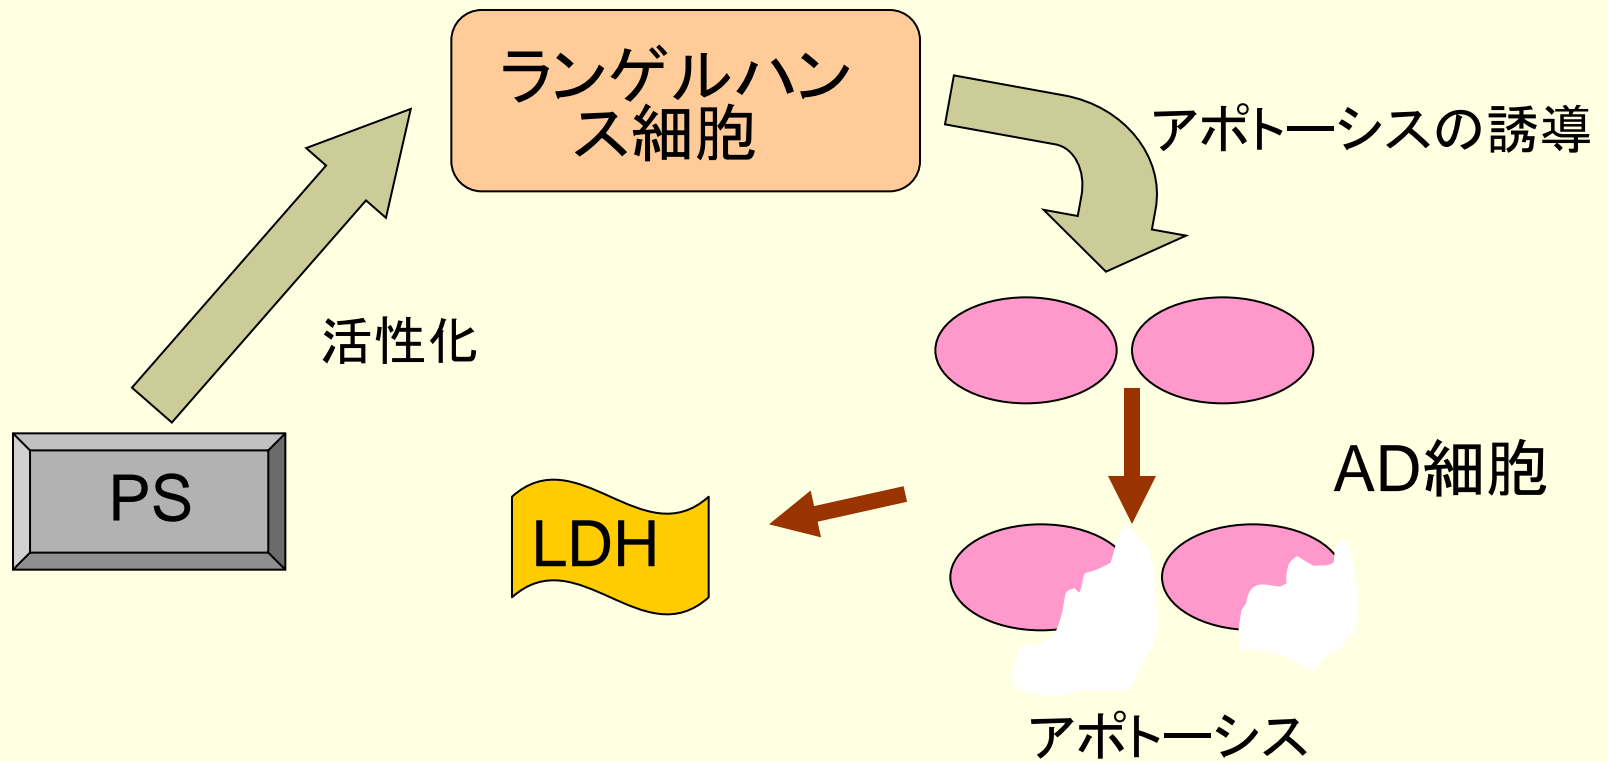 ランゲルハン
ス細胞
アポトーシスの誘導
活性化
AD細胞
PS
LDH
アポトーシス